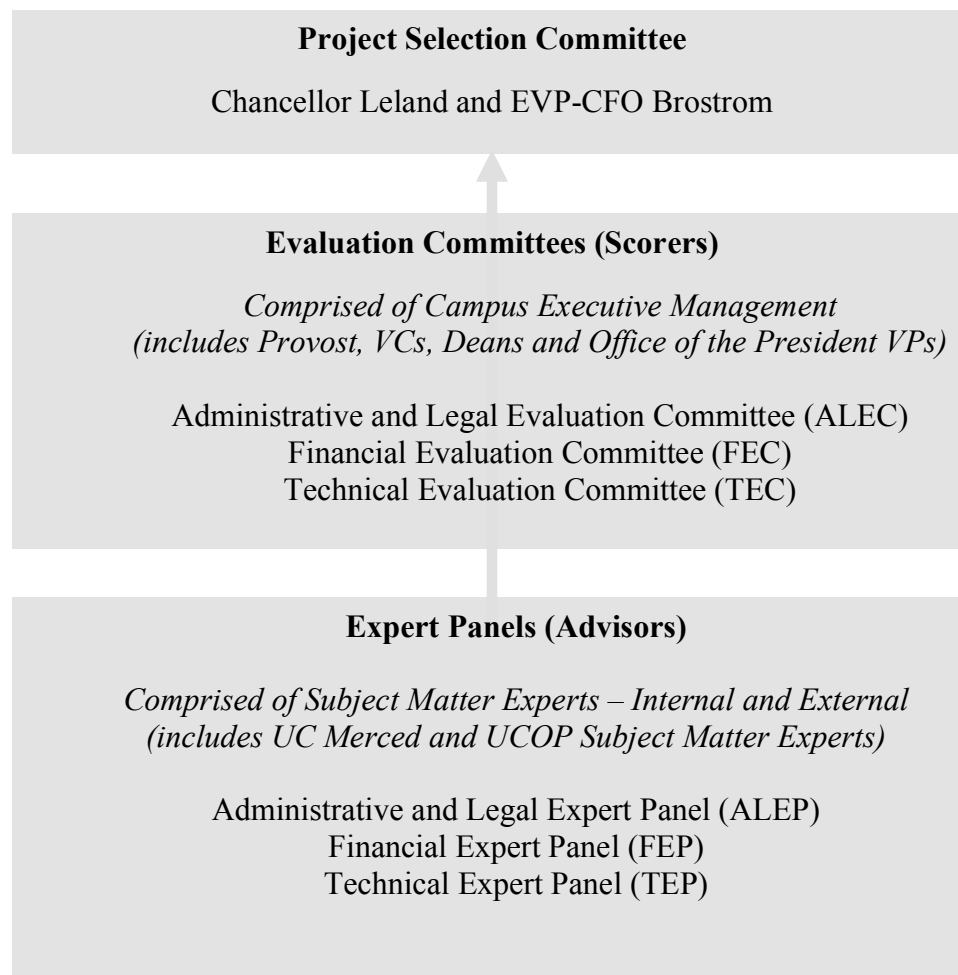 Project Selection Committee
Chancellor Leland and EVP-CFO Brostrom
Evaluation Committees (Scorers)
Comprised of Campus Executive Management
(includes Provost, VCs, Deans and Office of the President VPs)
Administrative and Legal Evaluation Committee (ALEC)
Financial Evaluation Committee (FEC)
Technical Evaluation Committee (TEC)
Expert Panels (Advisors)
Comprised of Subject Matter Experts – Internal and External
(includes UC Merced and UCOP Subject Matter Experts)
Administrative and Legal Expert Panel (ALEP)
Financial Expert Panel (FEP)
Technical Expert Panel (TEP)